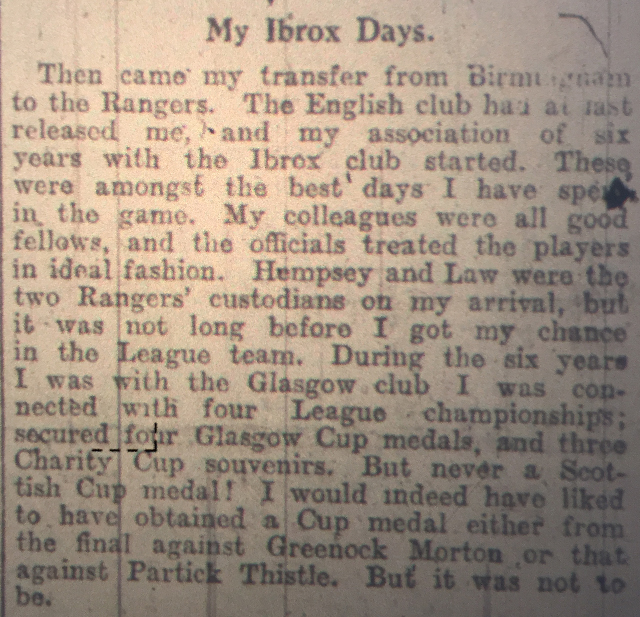 My Ibrox Days.
Then came my transfer from Birmingham
to the Rangers. The English club had at last
released me, and my association of six
years with the Ibrox club started. These
were amongst the best days I have spent
in the game. My colleagues were all good
fellows, and the officials treated the players
in ideal fashion. Hempsey and Law were the
two Rangers' custodians on my arrival, but
it was not long before I got my chance
in the League team. During the six years
I was with the Glasgow club I was con-
nected with four League championships;
secured four Glasgow Cup medals, and three
Charity Cup souvenirs. But never a Scot-
tish Cup medal! I would indeed have liked
to have obtained a Cup medal either from
the final against Greenock Morton or that
against Partick Thistle. But it was not to
be.